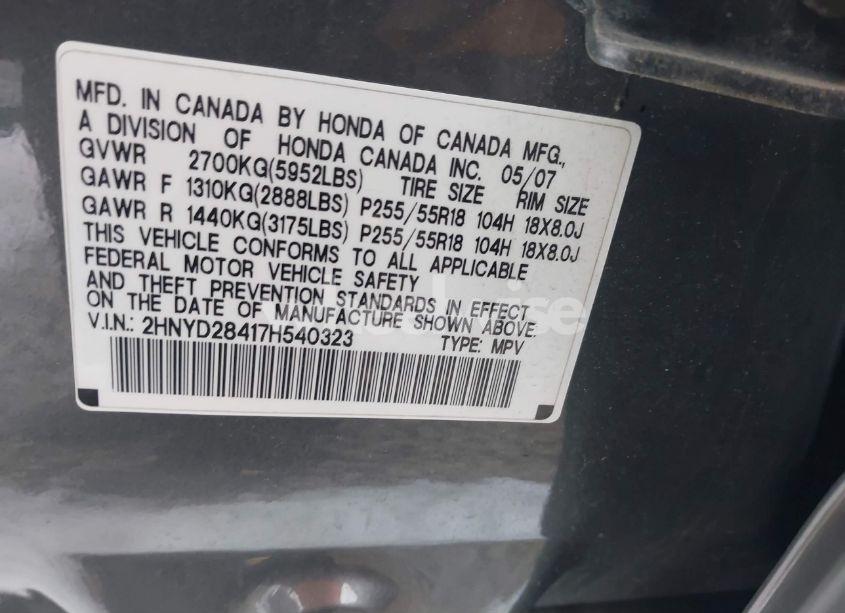 MFD. IN CANADA BY HONDA OF CANADA MFG.,
A DIVISION OF HONDA CANADA INC. 05/07
GVWR 2700KG(5952LBS) TIRE SIZE RIM SIZE
GAWR F 1310KG(2888LBS) P255/55R18 104H 18X8.0J
GAWR R 1440KG(3175LBS) P255/55R18 104H 18X8.0J
THIS VEHICLE CONFORMS TO ALL APPLICABLE
FEDERAL MOTOR VEHICLE SAFETY
AND THEFT PREVENTION STANDARDS IN EFFECT
ON THE DATE OF MANUFACTURE SHOWN ABOVE.
V.I.N.: 2HNYD28417H540323 TYPE: MPV